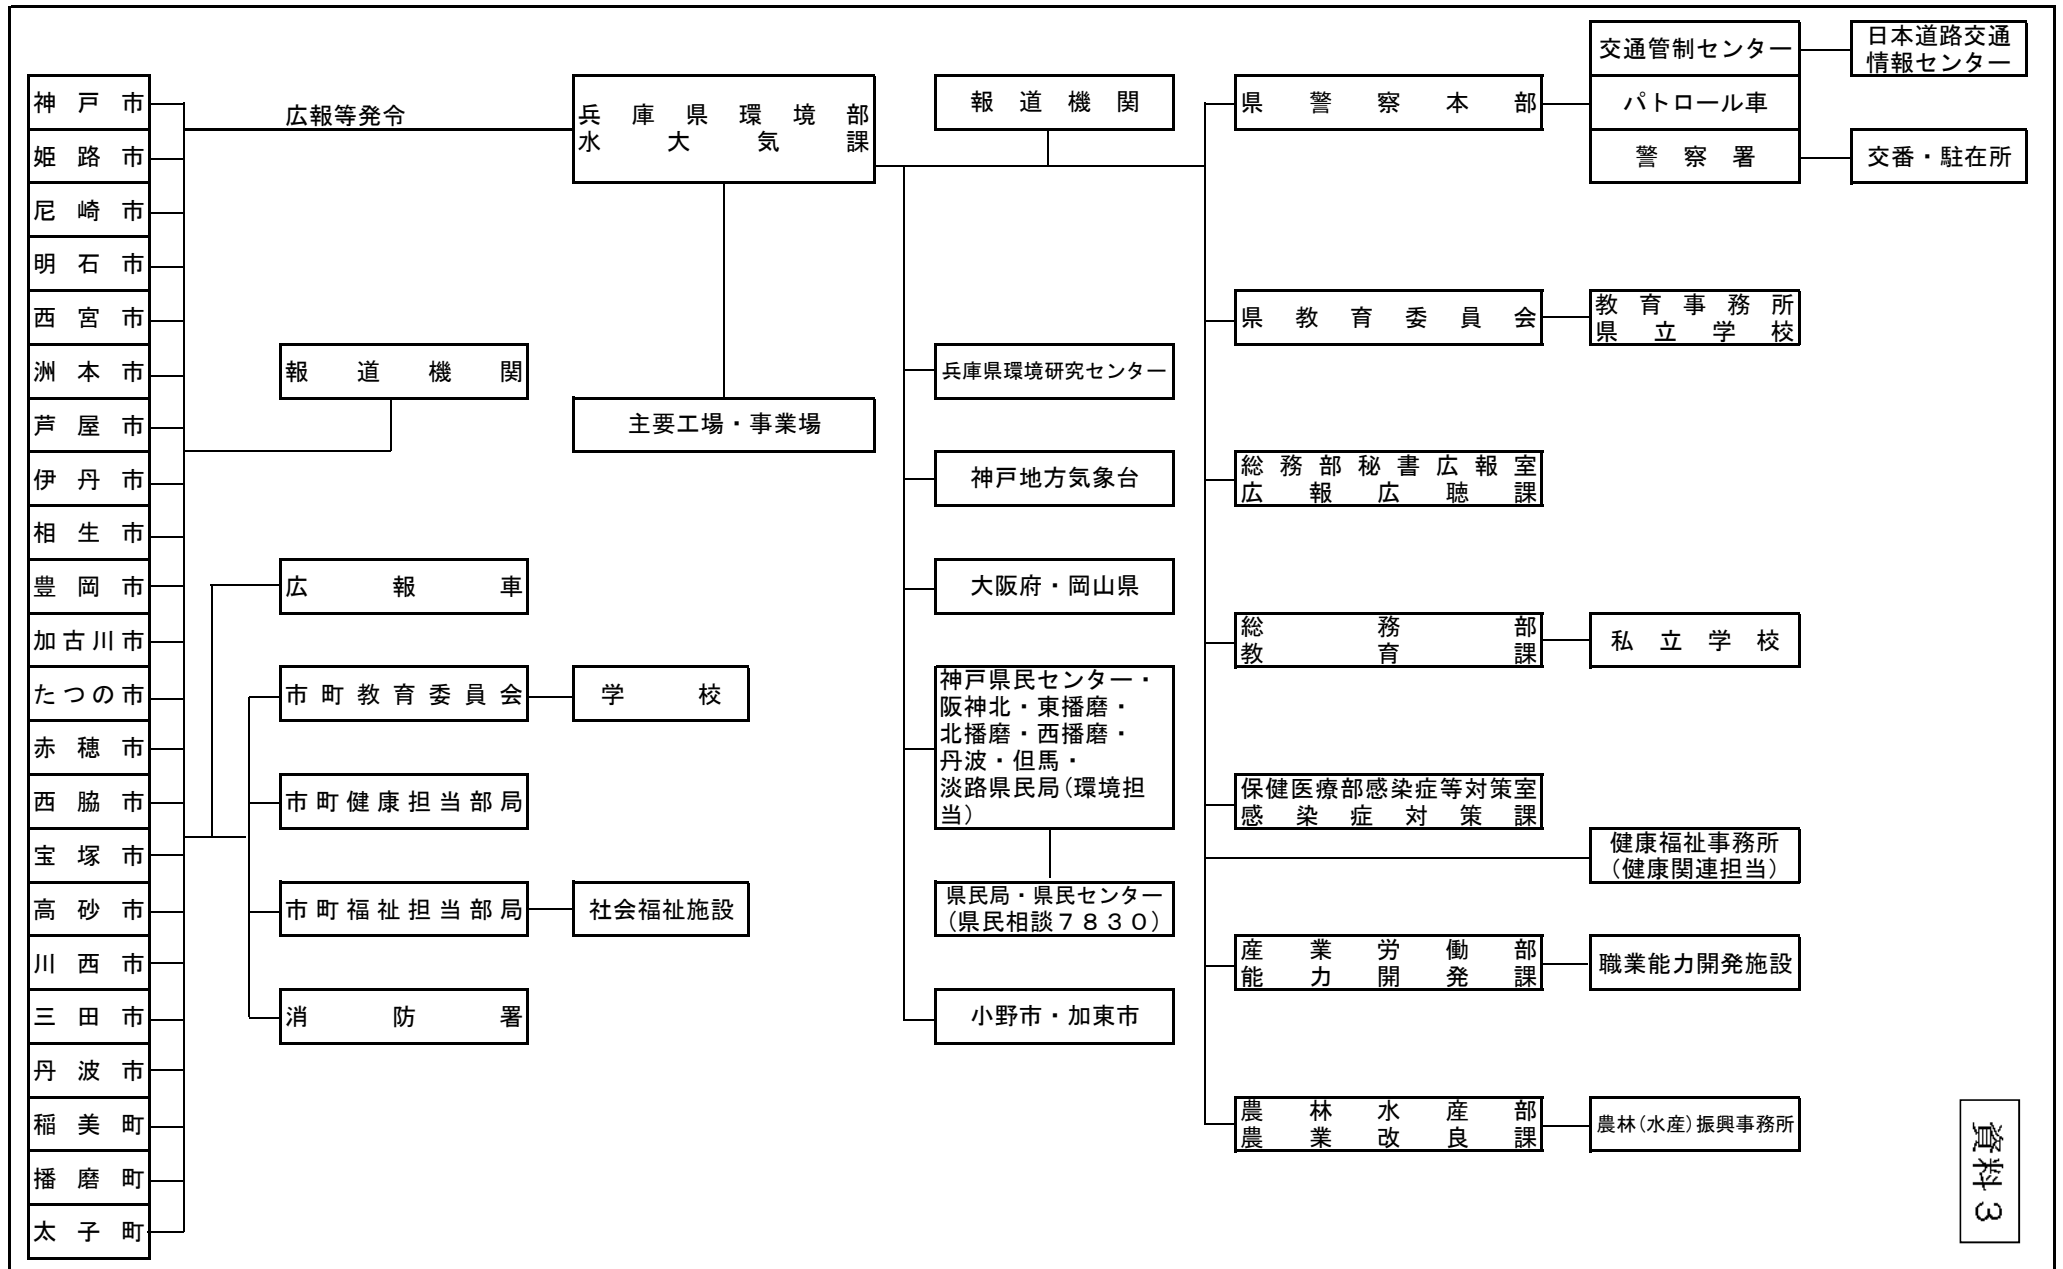 神戸市
姫路市
尼崎市
明石市
西宮市
洲本市
芦屋市
伊丹市
相生市
豊岡市
加古川市
たつの市
赤穂市
西脇市
宝塚市
高砂市
川西市
三田市
丹波市
稲美町
播磨町
太子町
広報等発令
報道機関
広報車
市町教育委員会
市町健康担当部局
市町福祉担当部局
消防署
学校
社会福祉施設
兵庫県環境部
水大気課
主要工場・事業場
報道機関
兵庫県環境研究センター
神戸地方気象台
大阪府・岡山県
神戸県民センター・
阪神北・東播磨・
北播磨・西播磨・
丹波・但馬・
淡路県民局(環境担
当)
県民局・県民センター
(県民相談7830)
小野市・加東市
県警察本部
県教育委員会
総務部秘書広報室
広報広聴課
総務部
教育課
保健医療部感染症等対策室
感染症対策課
産業労働部
能力開発課
農林水産部
農業改良課
交通管制センター
パトロール車
警察署
教育事務所
県立学校
私立学校
健康福祉事務所
(健康関連担当)
職業能力開発施設
農林(水産)振興事務所
日本道路交通
情報センター
交番・駐在所
資料3